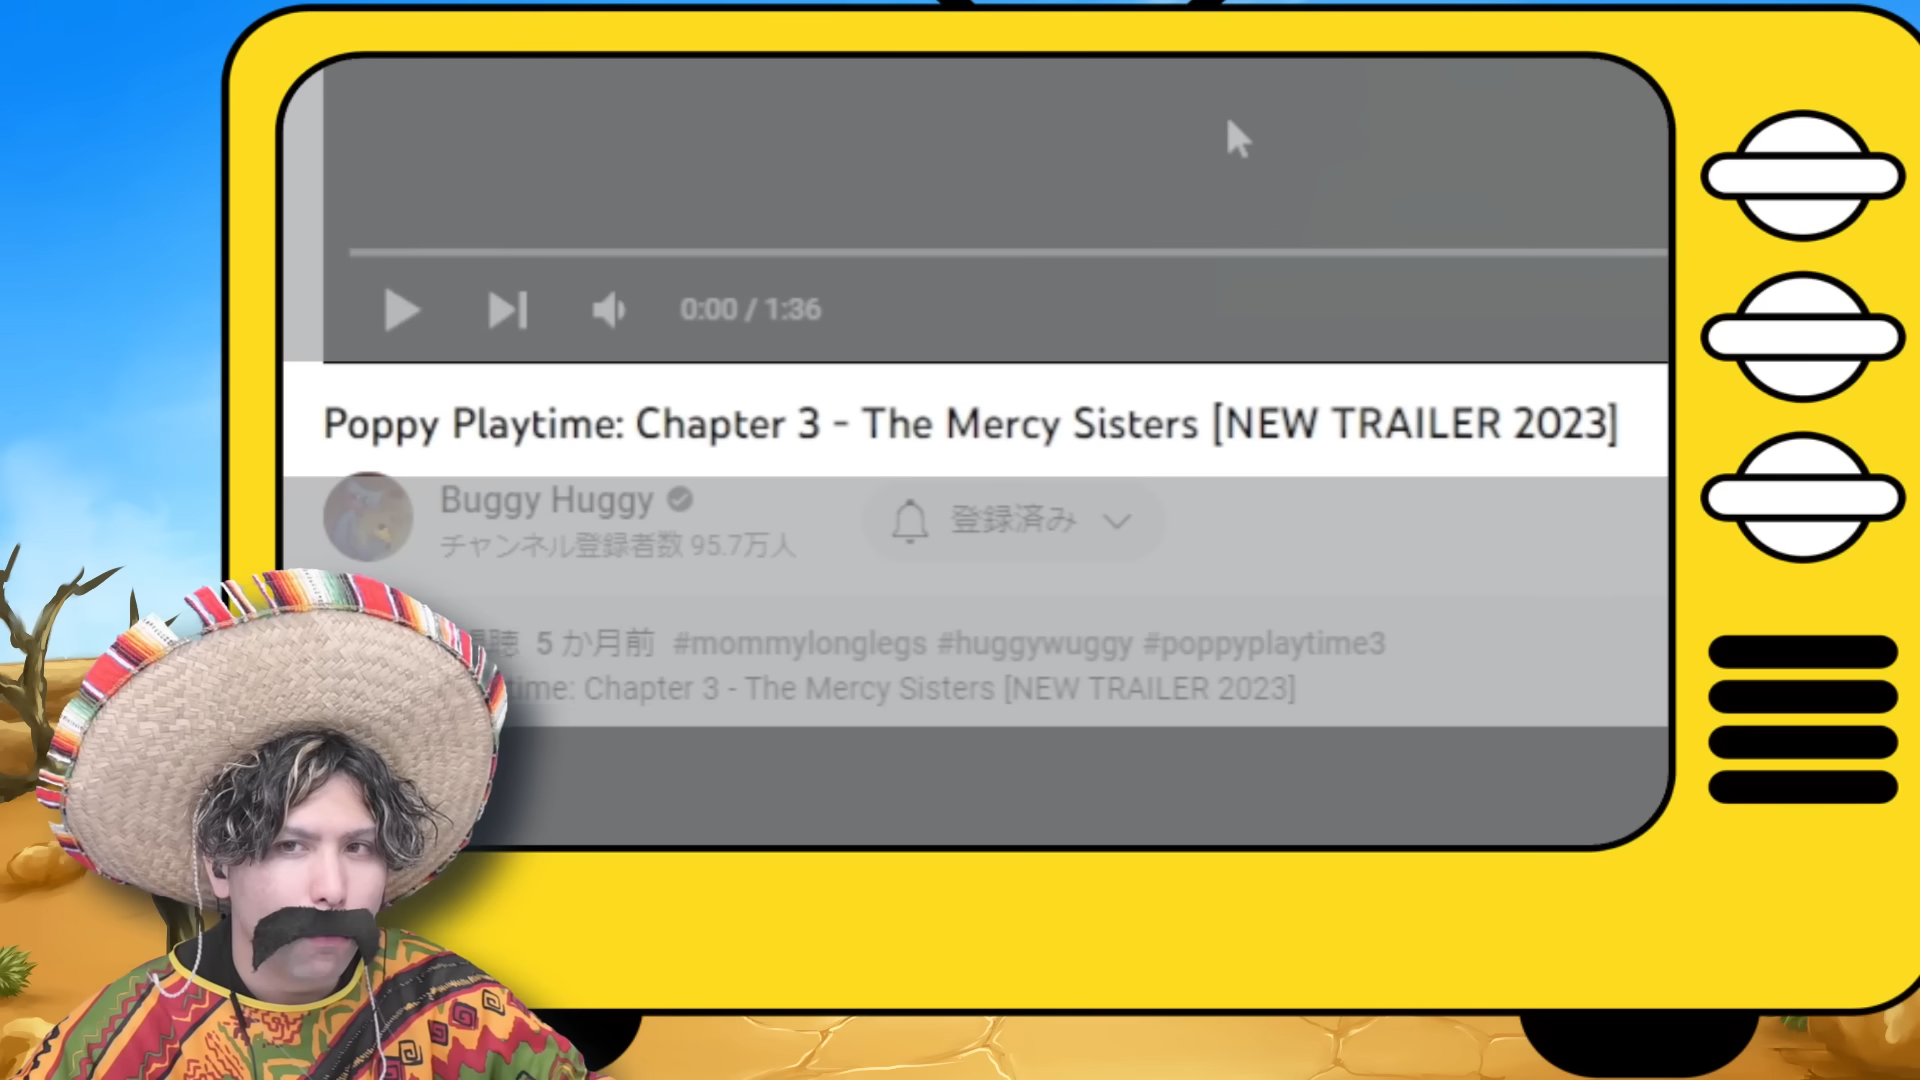 0:00 / 1:36
Poppy Playtime: Chapter 3 - The Mercy Sisters [NEW TRAILER 2023]
Buggy Huggy
チャンネル登録者数 95.7万人
登録済み
聴 5 か月前 #mommylonglegs #huggywuggy #poppyplaytime3
time: Chapter 3 - The Mercy Sisters [NEW TRAILER 2023]